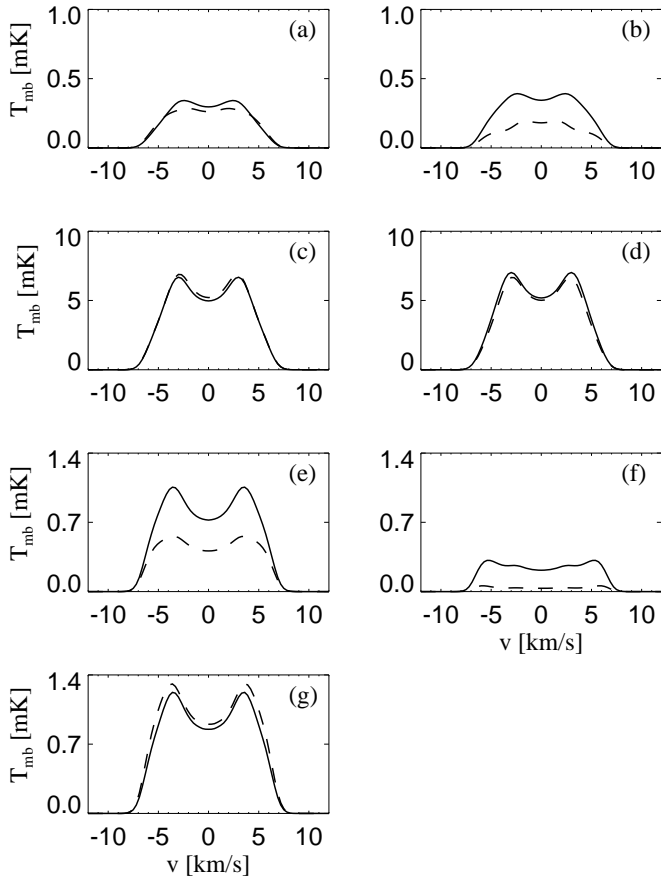 (a) (b)
T_mb [mK] 1.0 0.5 0.0 1.0 0.5 0.0
-10 -5 0 5 10 -10 -5 0 5 10
(c) (d)
T_mb [mK] 10 5 0 10 5 0
-10 -5 0 5 10 -10 -5 0 5 10
(e) (f)
T_mb [mK] 1.4 0.7 0.0 1.4 0.7 0.0
-10 -5 0 5 10 -10 -5 0 5 10
v [km/s]
(g)
T_mb [mK] 1.4 0.7 0.0
-10 -5 0 5 10
v [km/s]